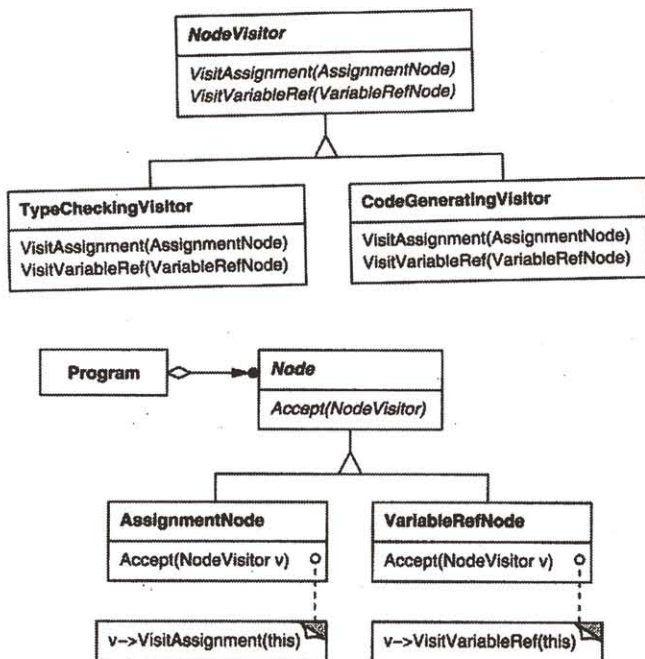 NodeVisitor
VisitAssignment(AssignmentNode)
VisitVariableRef(VariableRefNode)
TypeCheckingVisitor
VisitAssignment(AssignmentNode)
VisitVariableRef(VariableRefNode)
CodeGeneratingVisitor
VisitAssignment(AssignmentNode)
VisitVariableRef(VariableRefNode)
Program
Node
Accept(NodeVisitor)
AssignmentNode
Accept(NodeVisitor v)
v->VisitAssignment(this)
VariableRefNode
Accept(NodeVisitor v)
v->VisitVariableRef(this)